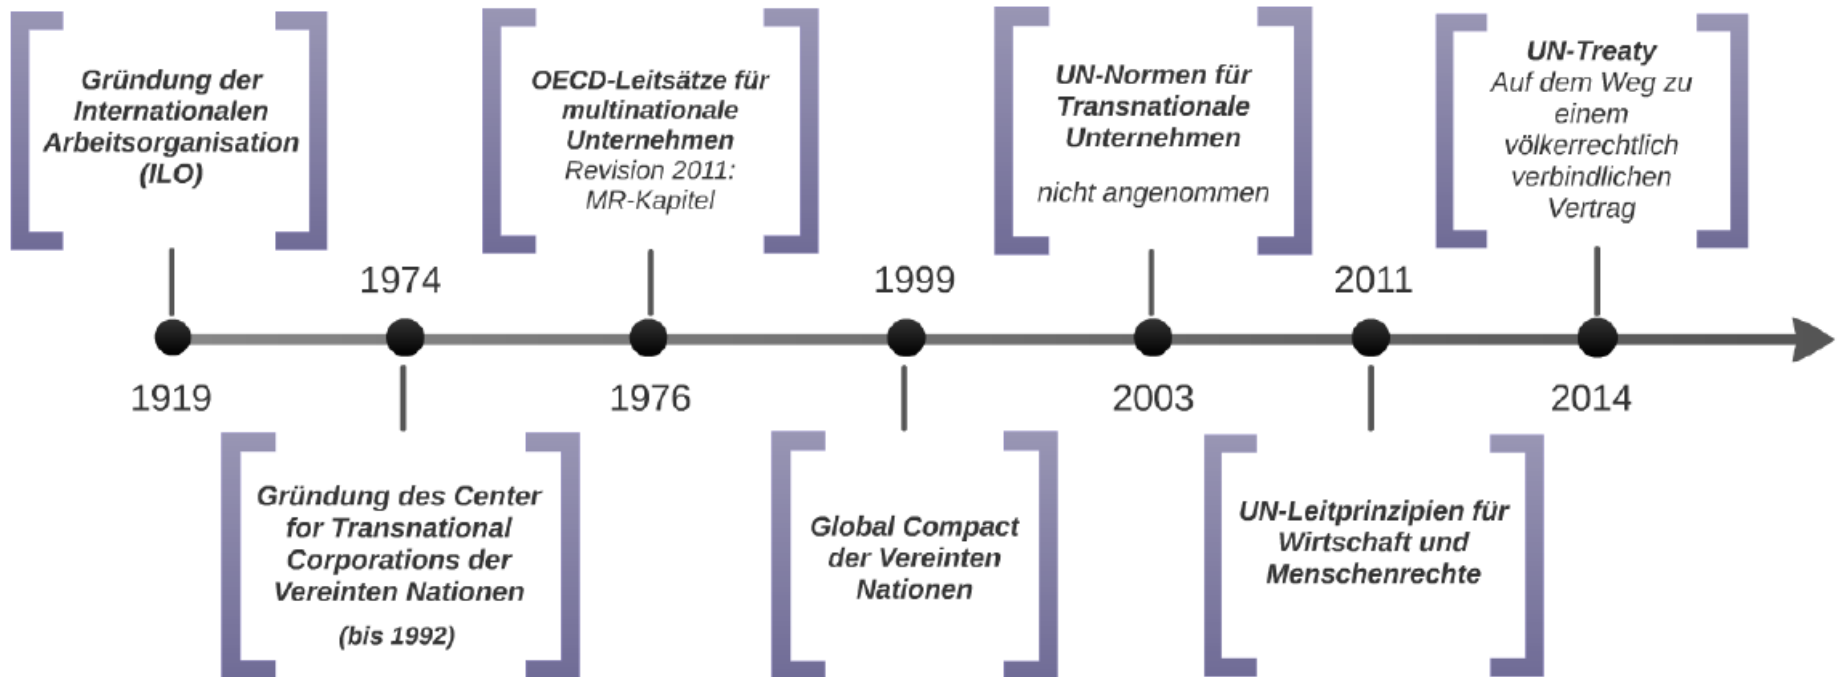 Gründung der
Internationalen
Arbeitsorganisation
(ILO)
OECD-Leitsätze für
multinationale
Unternehmen
Revision 2011:
MR-Kapitel
UN-Normen für
Transnationale
Unternehmen
nicht angenommen
UN-Treaty
Auf dem Weg zu
einem
völkerrechtlich
verbindlichen
Vertrag
1974
1999
2011
1919
1976
2003
2014
Gründung des Center
for Transnational
Corporations der
Vereinten Nationen
(bis 1992)
Global Compact
der Vereinten
Nationen
UN-Leitprinzipien für
Wirtschaft und
Menschenrechte